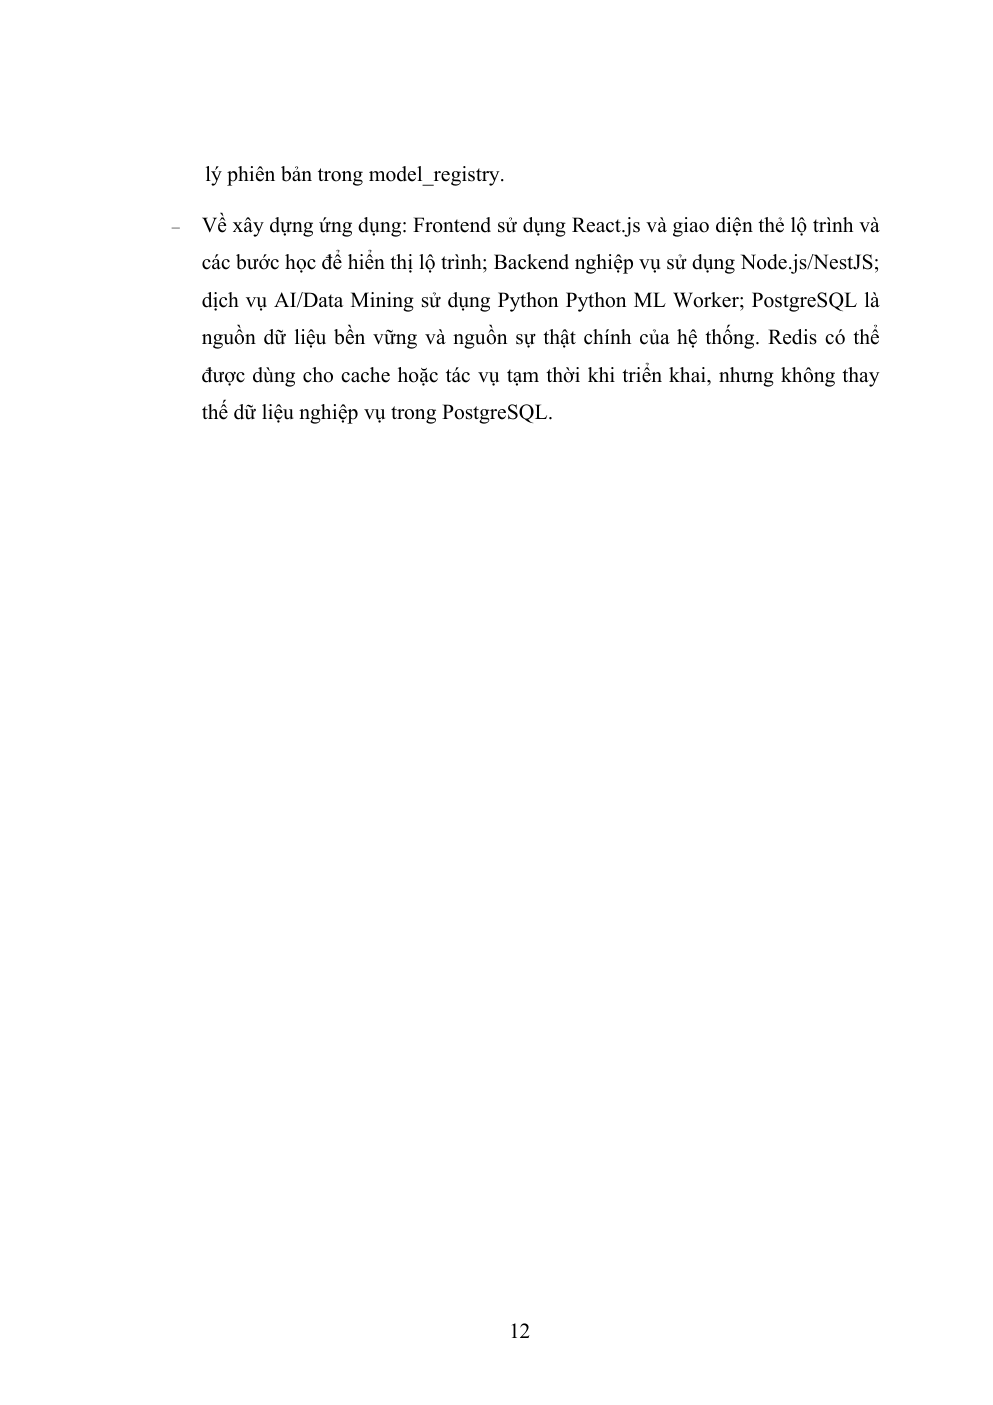 lý phiên bản trong model_registry.
– Về xây dựng ứng dụng: Frontend sử dụng React.js và giao diện thẻ lộ trình và
các bước học để hiển thị lộ trình; Backend nghiệp vụ sử dụng Node.js/NestJS;
dịch vụ AI/Data Mining sử dụng Python Python ML Worker; PostgreSQL là
nguồn dữ liệu bền vững và nguồn sự thật chính của hệ thống. Redis có thể
được dùng cho cache hoặc tác vụ tạm thời khi triển khai, nhưng không thay
thế dữ liệu nghiệp vụ trong PostgreSQL.
12